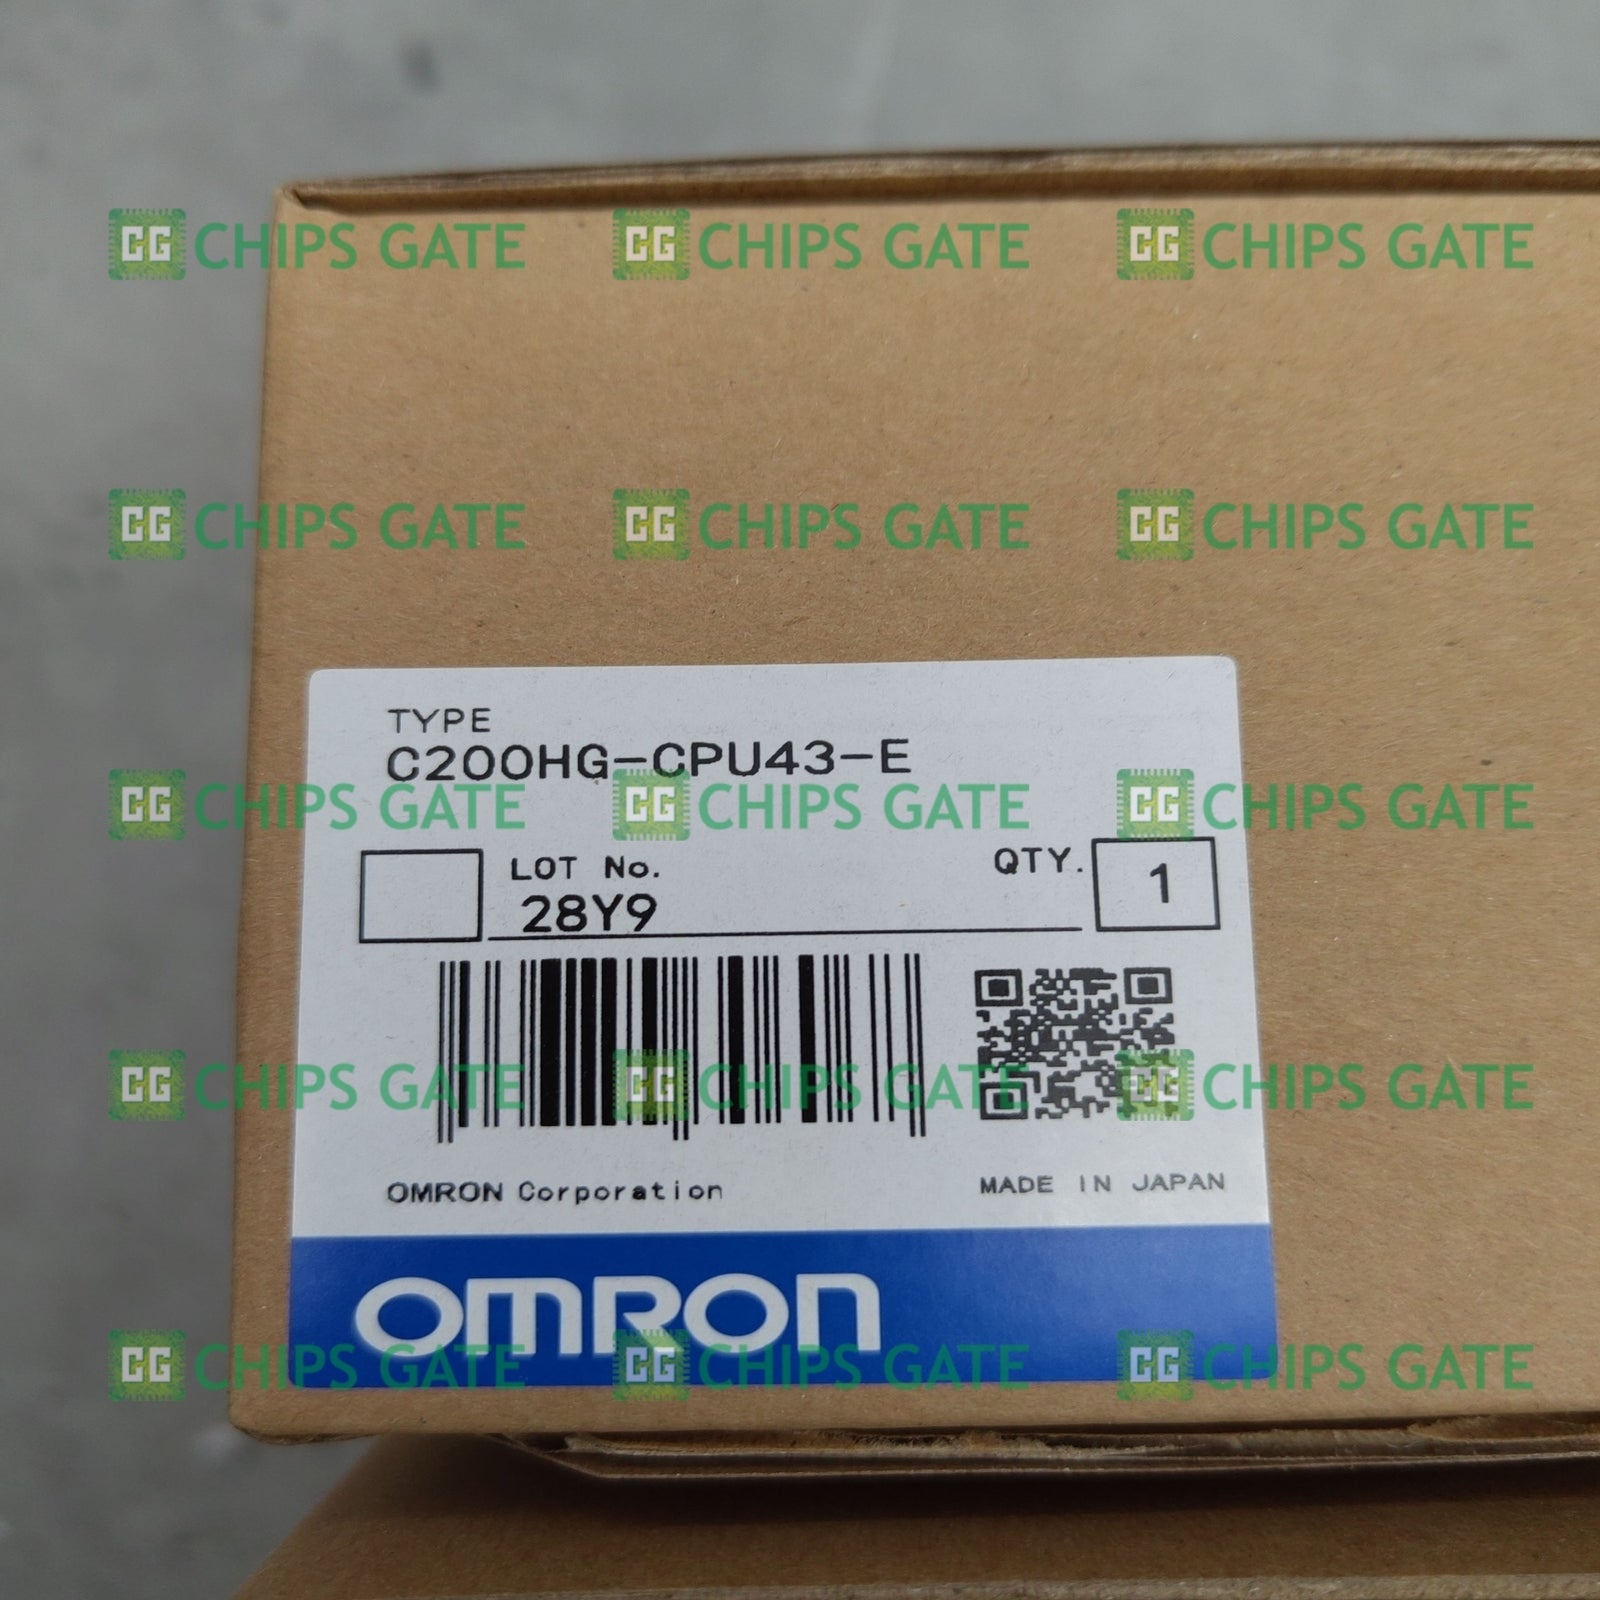 CG CHIPS GATE CG CHIPS GATE CG CHIPS GATE
CG CHIPS GATE CG CHIPS GATE CG CHIPS GATE
TYPE
C200HG-CPU43-E
CG CHIPS GATE CG CHIPS GATE CG CHIPS GATE
LOT No.
28Y9
QTY.
1
CG CHIPS GATE CG CHIPS GATE CG CHIPS GATE
OMRON Corporation
MADE IN JAPAN
OMRON
CG CHIPS GATE CG CHIPS GATE CG CHIPS GATE